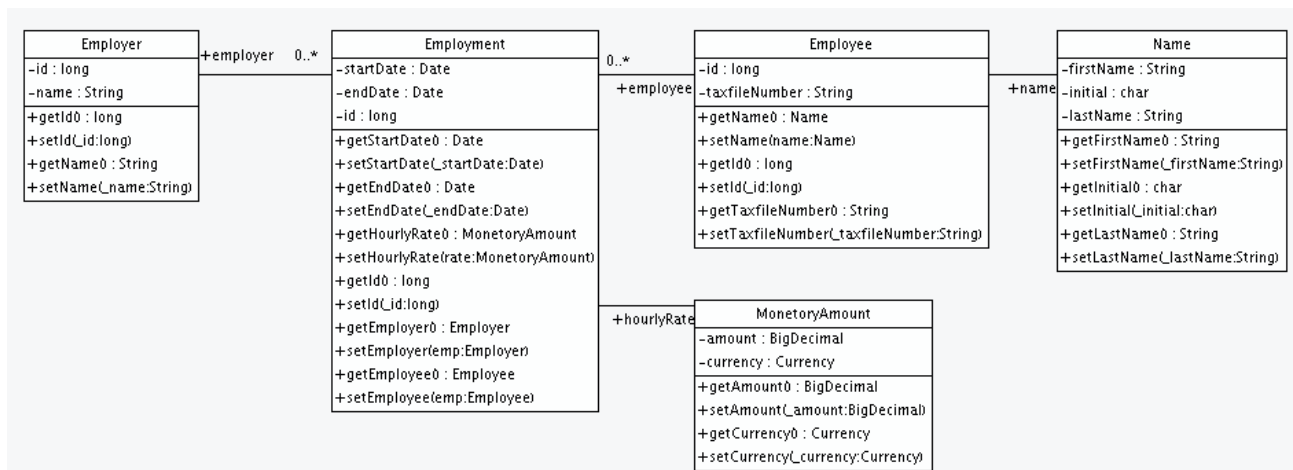 Employer
-id : long
-name : String
+getId() : long
+setId(_id:long)
+getName() : String
+setName(_name:String)
+employer 0..*
Employment
-startDate : Date
-endDate : Date
-id : long
+getStartDate() : Date
+setStartDate(_startDate:Date)
+getEndDate() : Date
+setEndDate(_endDate:Date)
+getHourlyRate() : MonetoryAmount
+setHourlyRate(rate:MonetoryAmount)
+getId() : long
+setId(_id:long)
+getEmployer() : Employer
+setEmployer(emp:Employer)
+getEmployee() : Employee
+setEmployee(emp:Employee)
0..*
+employee
Employee
-id : long
-taxfileNumber : String
+getName() : Name
+setName(name:Name)
+getId() : long
+setId(_id:long)
+getTaxfileNumber() : String
+setTaxfileNumber(_taxfileNumber:String)
+name
Name
-firstName : String
-initial : char
-lastName : String
+getFirstName() : String
+setFirstName(_firstName:String)
+getInitial() : char
+setInitial(_initial:char)
+getLastName() : String
+setLastName(_lastName:String)
+hourlyRate
MonetoryAmount
-amount : BigDecimal
-currency : Currency
+getAmount() : BigDecimal
+setAmount(_amount:BigDecimal)
+getCurrency() : Currency
+setCurrency(_currency:Currency)